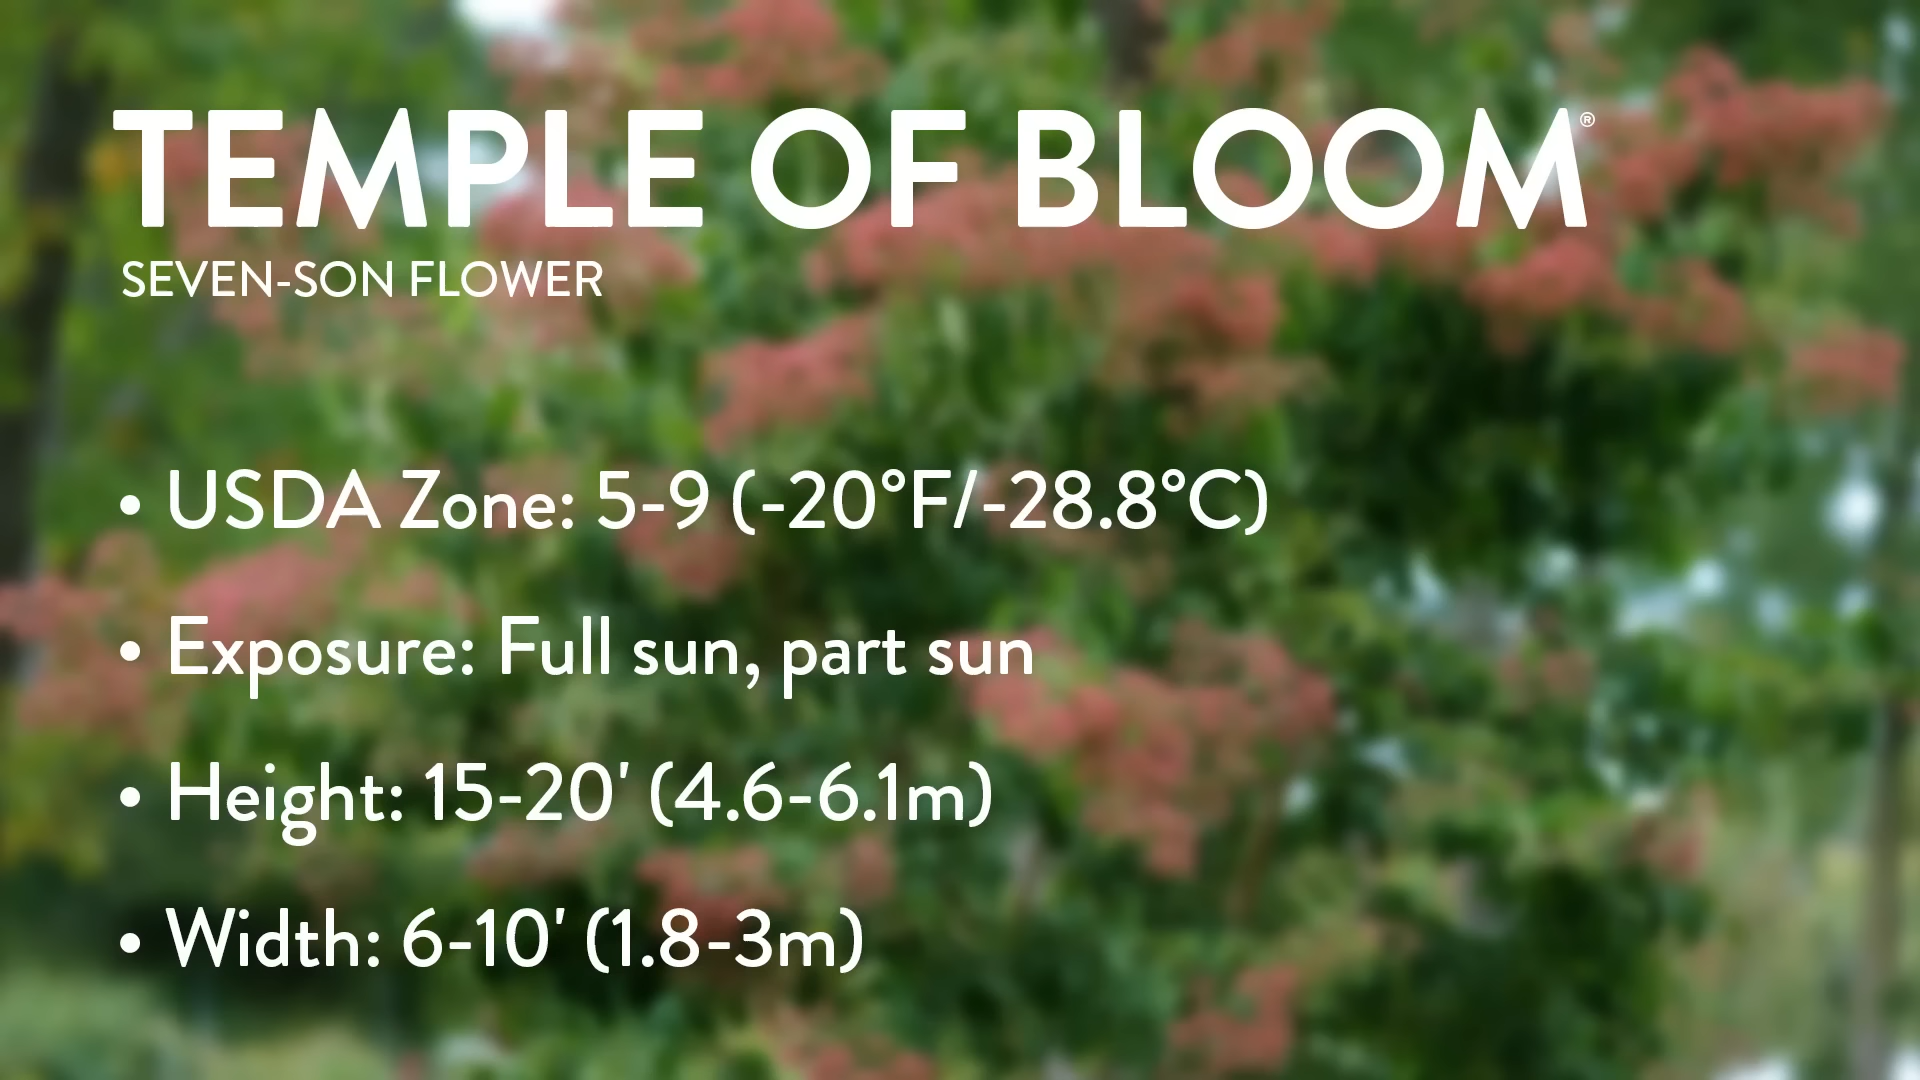 TEMPLE OF BLOOM®
SEVEN-SON FLOWER
• USDA Zone: 5-9 (-20°F/-28.8°C)
• Exposure: Full sun, part sun
• Height: 15-20' (4.6-6.1m)
• Width: 6-10' (1.8-3m)